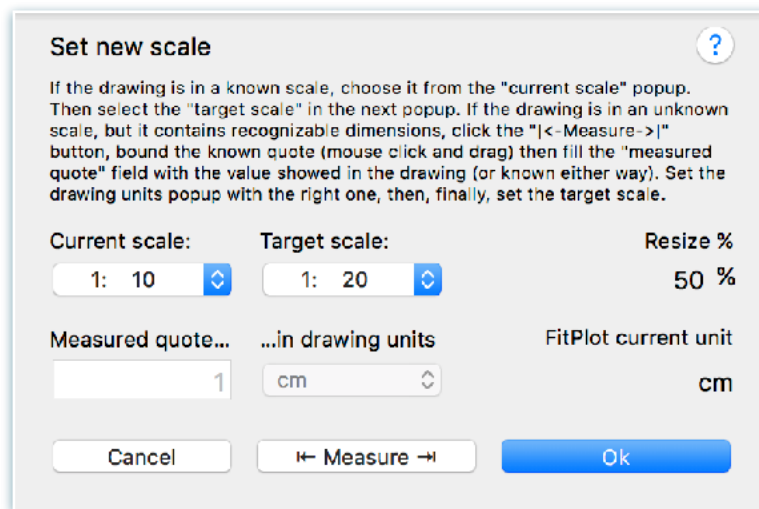 Set new scale
?
If the drawing is in a known scale, choose it from the "current scale" popup.
Then select the "target scale" in the next popup. If the drawing is in an unknown
scale, but it contains recognizable dimensions, click the "|<-Measure->|"
button, bound the known quote (mouse click and drag) then fill the "measured
quote" field with the value showed in the drawing (or known either way). Set the
drawing units popup with the right one, then, finally, set the target scale.
Current scale: Target scale: Resize %
1: 10 1: 20 50 %
Measured quote... ...in drawing units FitPlot current unit
1 cm cm
Cancel Measure Ok